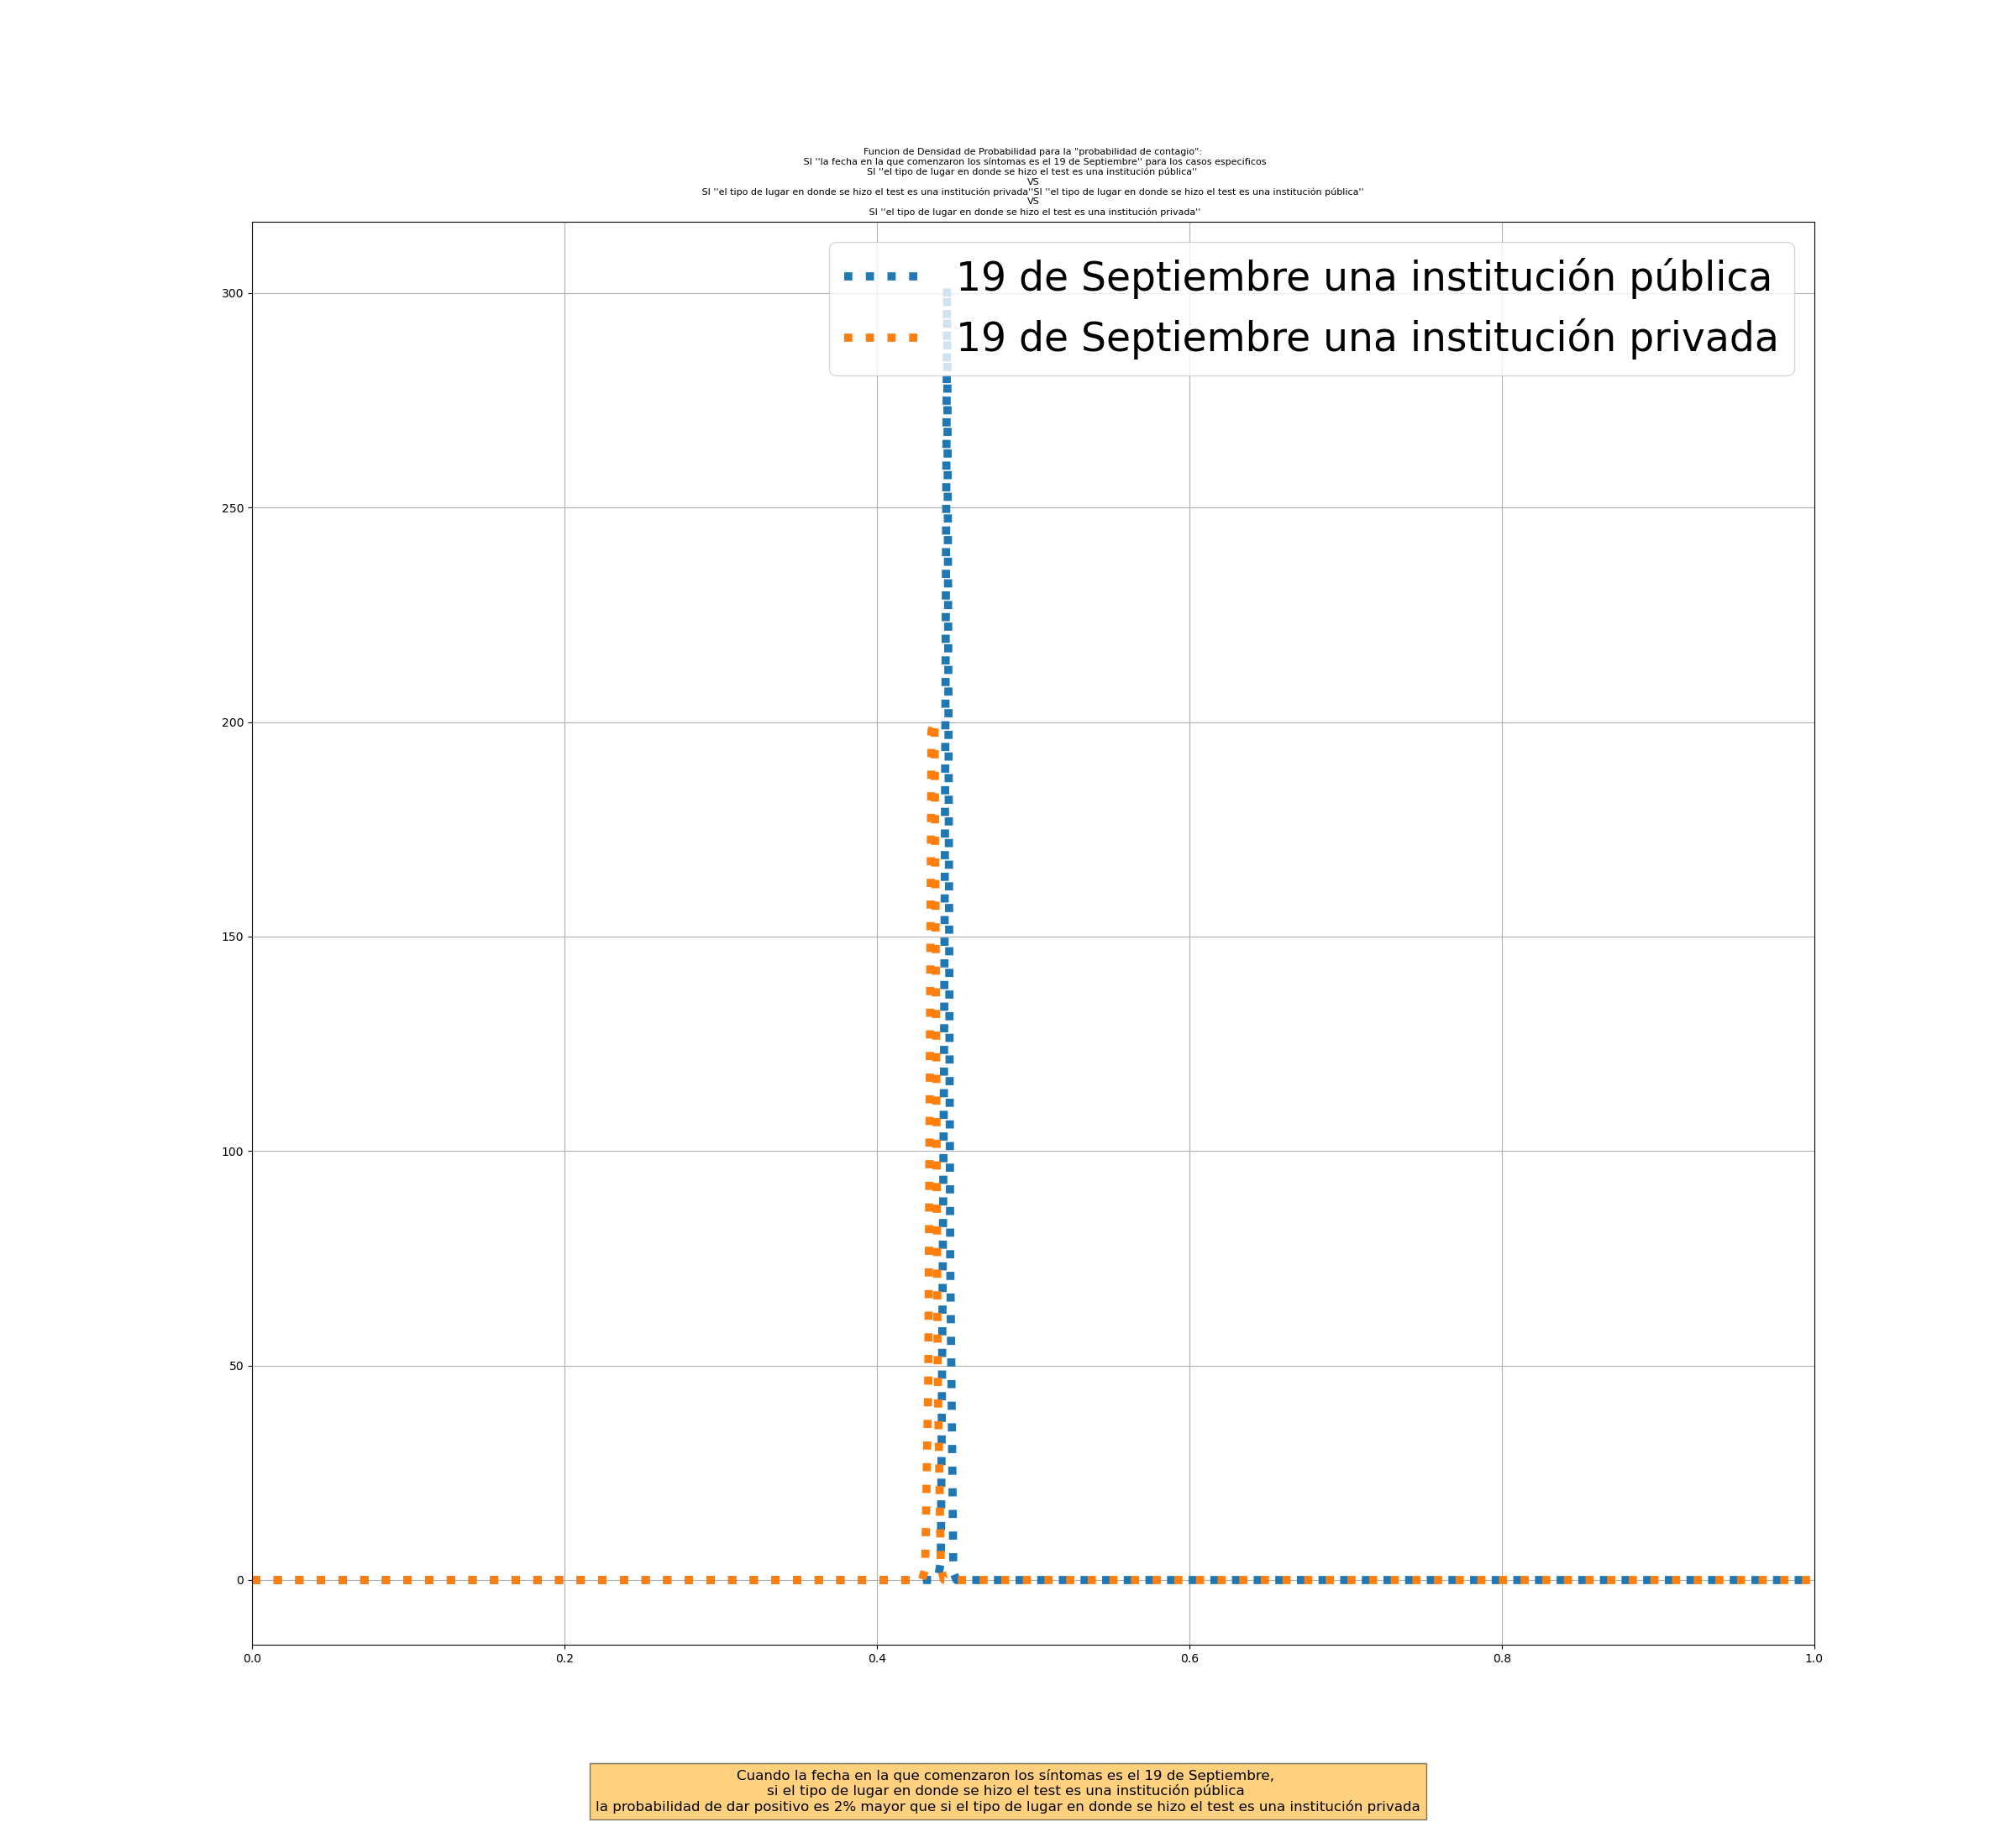 Funcion de Densidad de Probabilidad para la "probabilidad de contagio":
SI ''la fecha en la que comenzaron los síntomas es el 19 de Septiembre'' para los casos especificos
SI ''el tipo de lugar en donde se hizo el test es una institución pública''
VS
SI ''el tipo de lugar en donde se hizo el test es una institución privada''SI ''el tipo de lugar en donde se hizo el test es una institución pública''
VS
SI ''el tipo de lugar en donde se hizo el test es una institución privada''
19 de Septiembre una institución pública
19 de Septiembre una institución privada
300
250
200
150
100
50
0
0.0 0.2 0.4 0.6 0.8 1.0
Cuando la fecha en la que comenzaron los síntomas es el 19 de Septiembre,
si el tipo de lugar en donde se hizo el test es una institución pública
la probabilidad de dar positivo es 2% mayor que si el tipo de lugar en donde se hizo el test es una institución privada